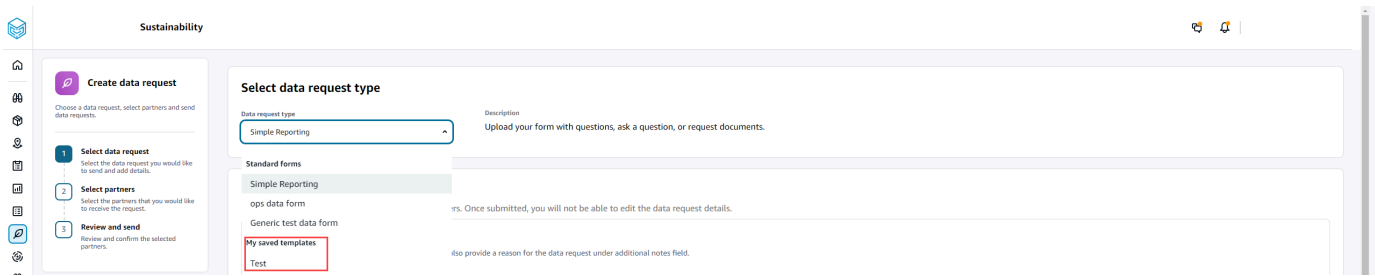 Sustainability
Create data request
Choose a data request, select partners and send
data requests.
1
Select data request
Select the data request you would like
to send and add details.
2
Select partners
Select the partners that you would like
to receive the request.
3
Review and send
Review and confirm the selected
partners.
Select data request type
Data request type
Simple Reporting
Description
Upload your form with questions, ask a question, or request documents.
Standard forms
Simple Reporting
ops data form
Generic test data form
My saved templates
Test
Once submitted, you will not be able to edit the data request details.
provide a reason for the data request under additional notes field.